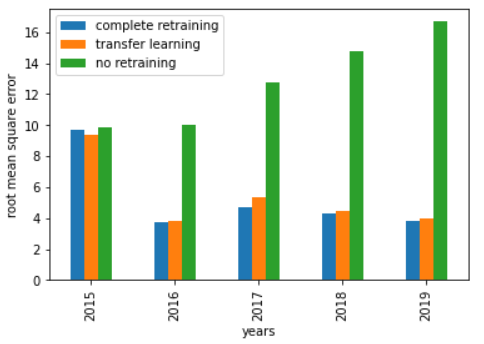 complete retraining
transfer learning
no retraining
root mean square error
16
14
12
10
8
6
4
2
0
2015 2016 2017 2018 2019
years